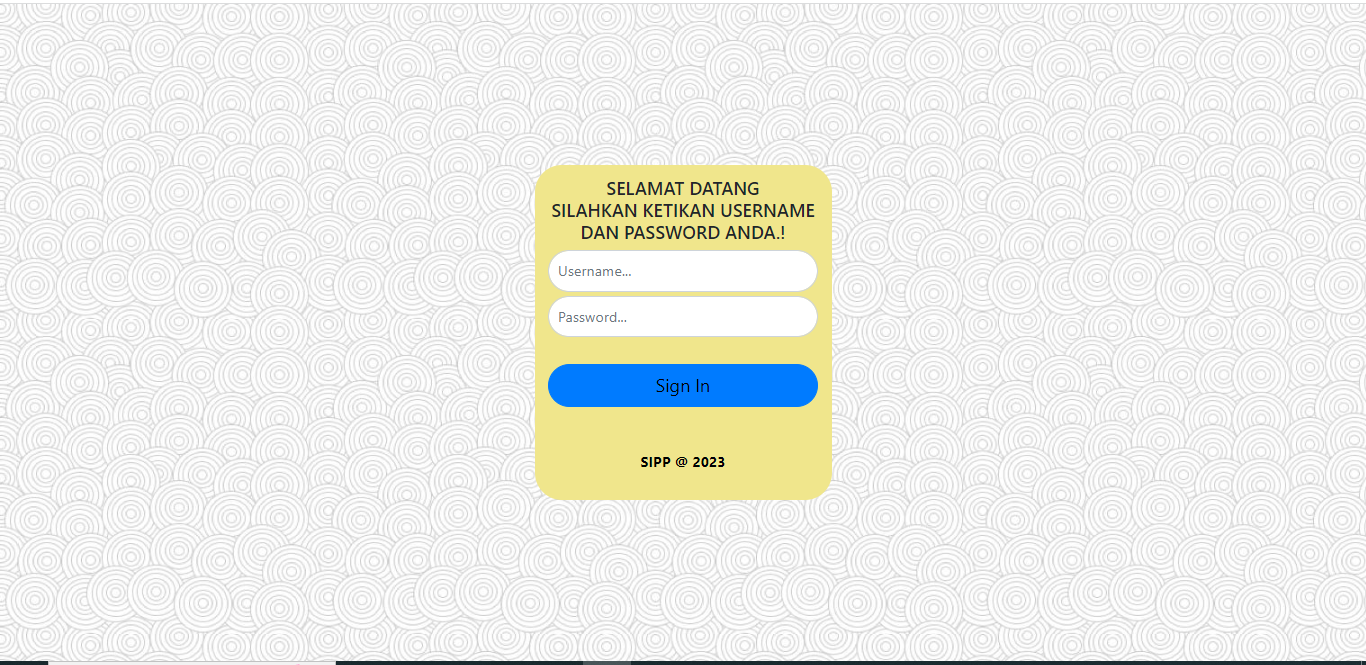 SELAMAT DATANG
SILAHKAN KETIKAN USERNAME
DAN PASSWORD ANDA.!
Username...
Password...
Sign In
SIPP @ 2023